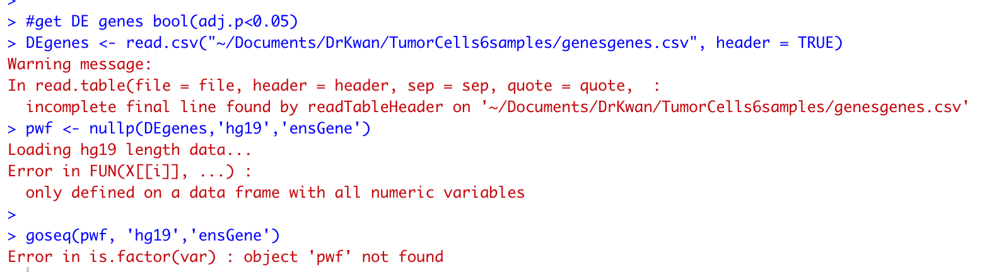 >
> #get DE genes bool(adj.p<0.05)
> DEgenes <- read.csv("~/Documents/DrKwan/TumorCells6samples/genesgenes.csv", header = TRUE)
Warning message:
In read.table(file = file, header = header, sep = sep, quote = quote,  :
  incomplete final line found by readTableHeader on '~/Documents/DrKwan/TumorCells6samples/genesgenes.csv'
> pwf <- nullp(DEgenes,'hg19','ensGene')
Loading hg19 length data...
Error in FUN(X[[i]], ...) :
  only defined on a data frame with all numeric variables
>
> goseq(pwf, 'hg19','ensGene')
Error in is.factor(var) : object 'pwf' not found